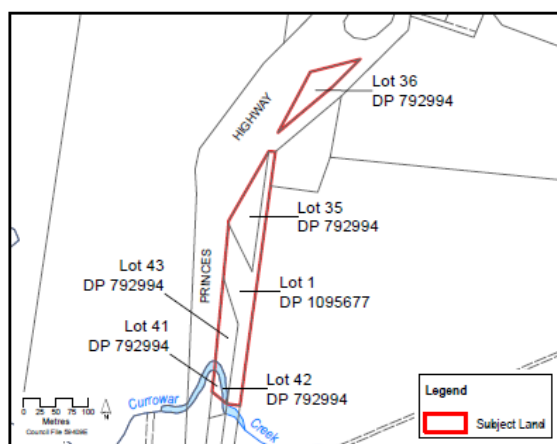 Lot 36
DP 792994
HIGHWAY
Lot 35
DP 792994
Lot 43
DP 792994
PRINCES
Lot 1
DP 1095677
Lot 41
DP 792994
Lot 42
DP 792994
Currowar
Creek
0 25 50 75 100
Metres
N
Legend
Subject Land